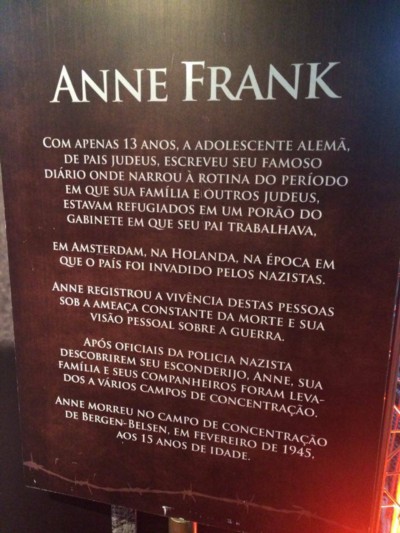 ANNE FRANK
COM APENAS 13 ANOS, A ADOLESCENTE ALEMÃ,
DE PAIS JUDEUS, ESCREVEU SEU FAMOSO
DIÁRIO ONDE NARROU À ROTINA DO PERÍODO
EM QUE SUA FAMÍLIA E OUTROS JUDEUS,
ESTAVAM REFUGIADOS EM UM PORÃO DO
GABINETE EM QUE SEU PAI TRABALHAVA,
EM AMSTERDAM, NA HOLANDA, NA ÉPOCA EM
QUE O PAÍS FOI INVADIDO PELOS NAZISTAS.
ANNE REGISTROU A VIVÊNCIA DESTAS PESSOAS
SOB A AMEAÇA CONSTANTE DA MORTE E SUA
VISÃO PESSOAL SOBRE A GUERRA.
APÓS OFICIAIS DA POLICIA NAZISTA
DESCOBRIREM SEU ESCONDERIJO, ANNE, SUA
FAMÍLIA E SEUS COMPANHEIROS FORAM LEVA-
DOS A VÁRIOS CAMPOS DE CONCENTRAÇÃO.
ANNE MORREU NO CAMPO DE CONCENTRAÇÃO
DE BERGEN-BELSEN, EM FEVEREIRO DE 1945,
AOS 15 ANOS DE IDADE.